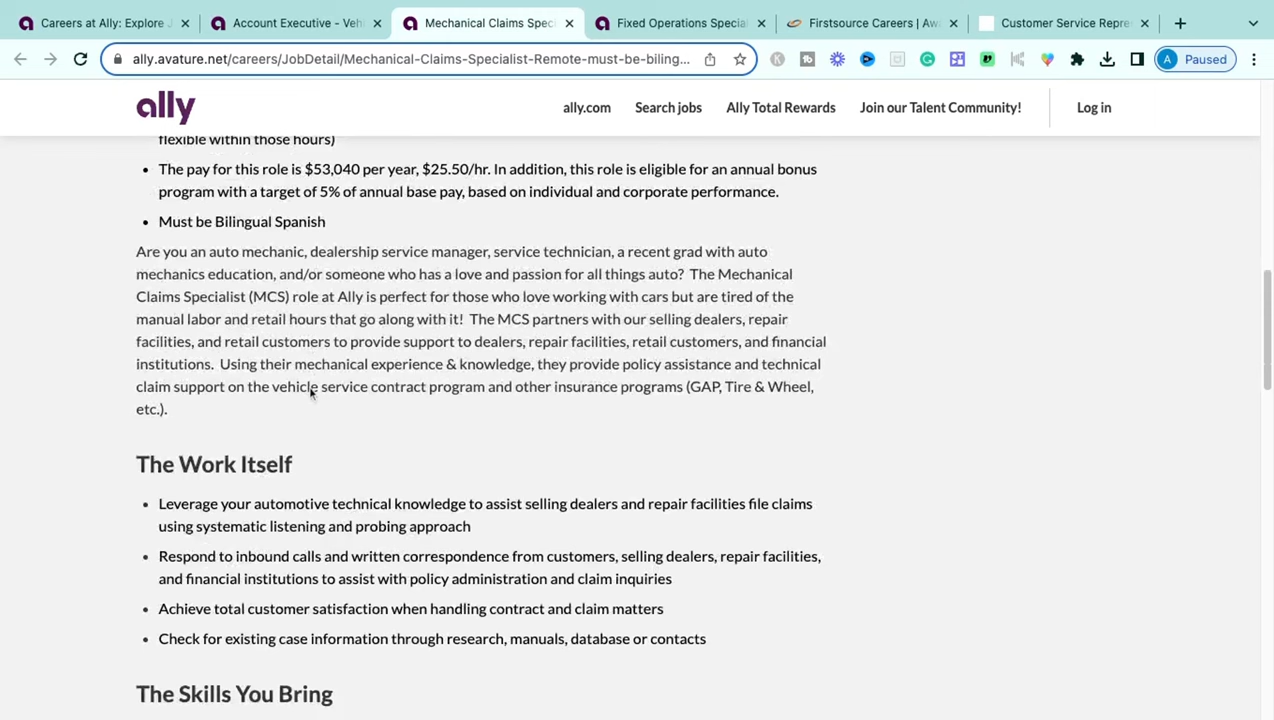 Careers at Ally: Explore J
Account Executive - Vehi
Mechanical Claims Speci
Fixed Operations Special
Firstsource Careers | Awa
Customer Service Repre
ally.avature.net/careers/JobDetail/Mechanical-Claims-Specialist-Remote-must-be-biling...
A Paused
ally
ally.com
Search jobs
Ally Total Rewards
Join our Talent Community!
Log in
flexible within those hours)
• The pay for this role is $53,040 per year, $25.50/hr. In addition, this role is eligible for an annual bonus
program with a target of 5% of annual base pay, based on individual and corporate performance.
• Must be Bilingual Spanish
Are you an auto mechanic, dealership service manager, service technician, a recent grad with auto
mechanics education, and/or someone who has a love and passion for all things auto? The Mechanical
Claims Specialist (MCS) role at Ally is perfect for those who love working with cars but are tired of the
manual labor and retail hours that go along with it! The MCS partners with our selling dealers, repair
facilities, and retail customers to provide support to dealers, repair facilities, retail customers, and financial
institutions. Using their mechanical experience & knowledge, they provide policy assistance and technical
claim support on the vehicle service contract program and other insurance programs (GAP, Tire & Wheel,
etc.).
The Work Itself
• Leverage your automotive technical knowledge to assist selling dealers and repair facilities file claims
using systematic listening and probing approach
• Respond to inbound calls and written correspondence from customers, selling dealers, repair facilities,
and financial institutions to assist with policy administration and claim inquiries
• Achieve total customer satisfaction when handling contract and claim matters
• Check for existing case information through research, manuals, database or contacts
The Skills You Bring